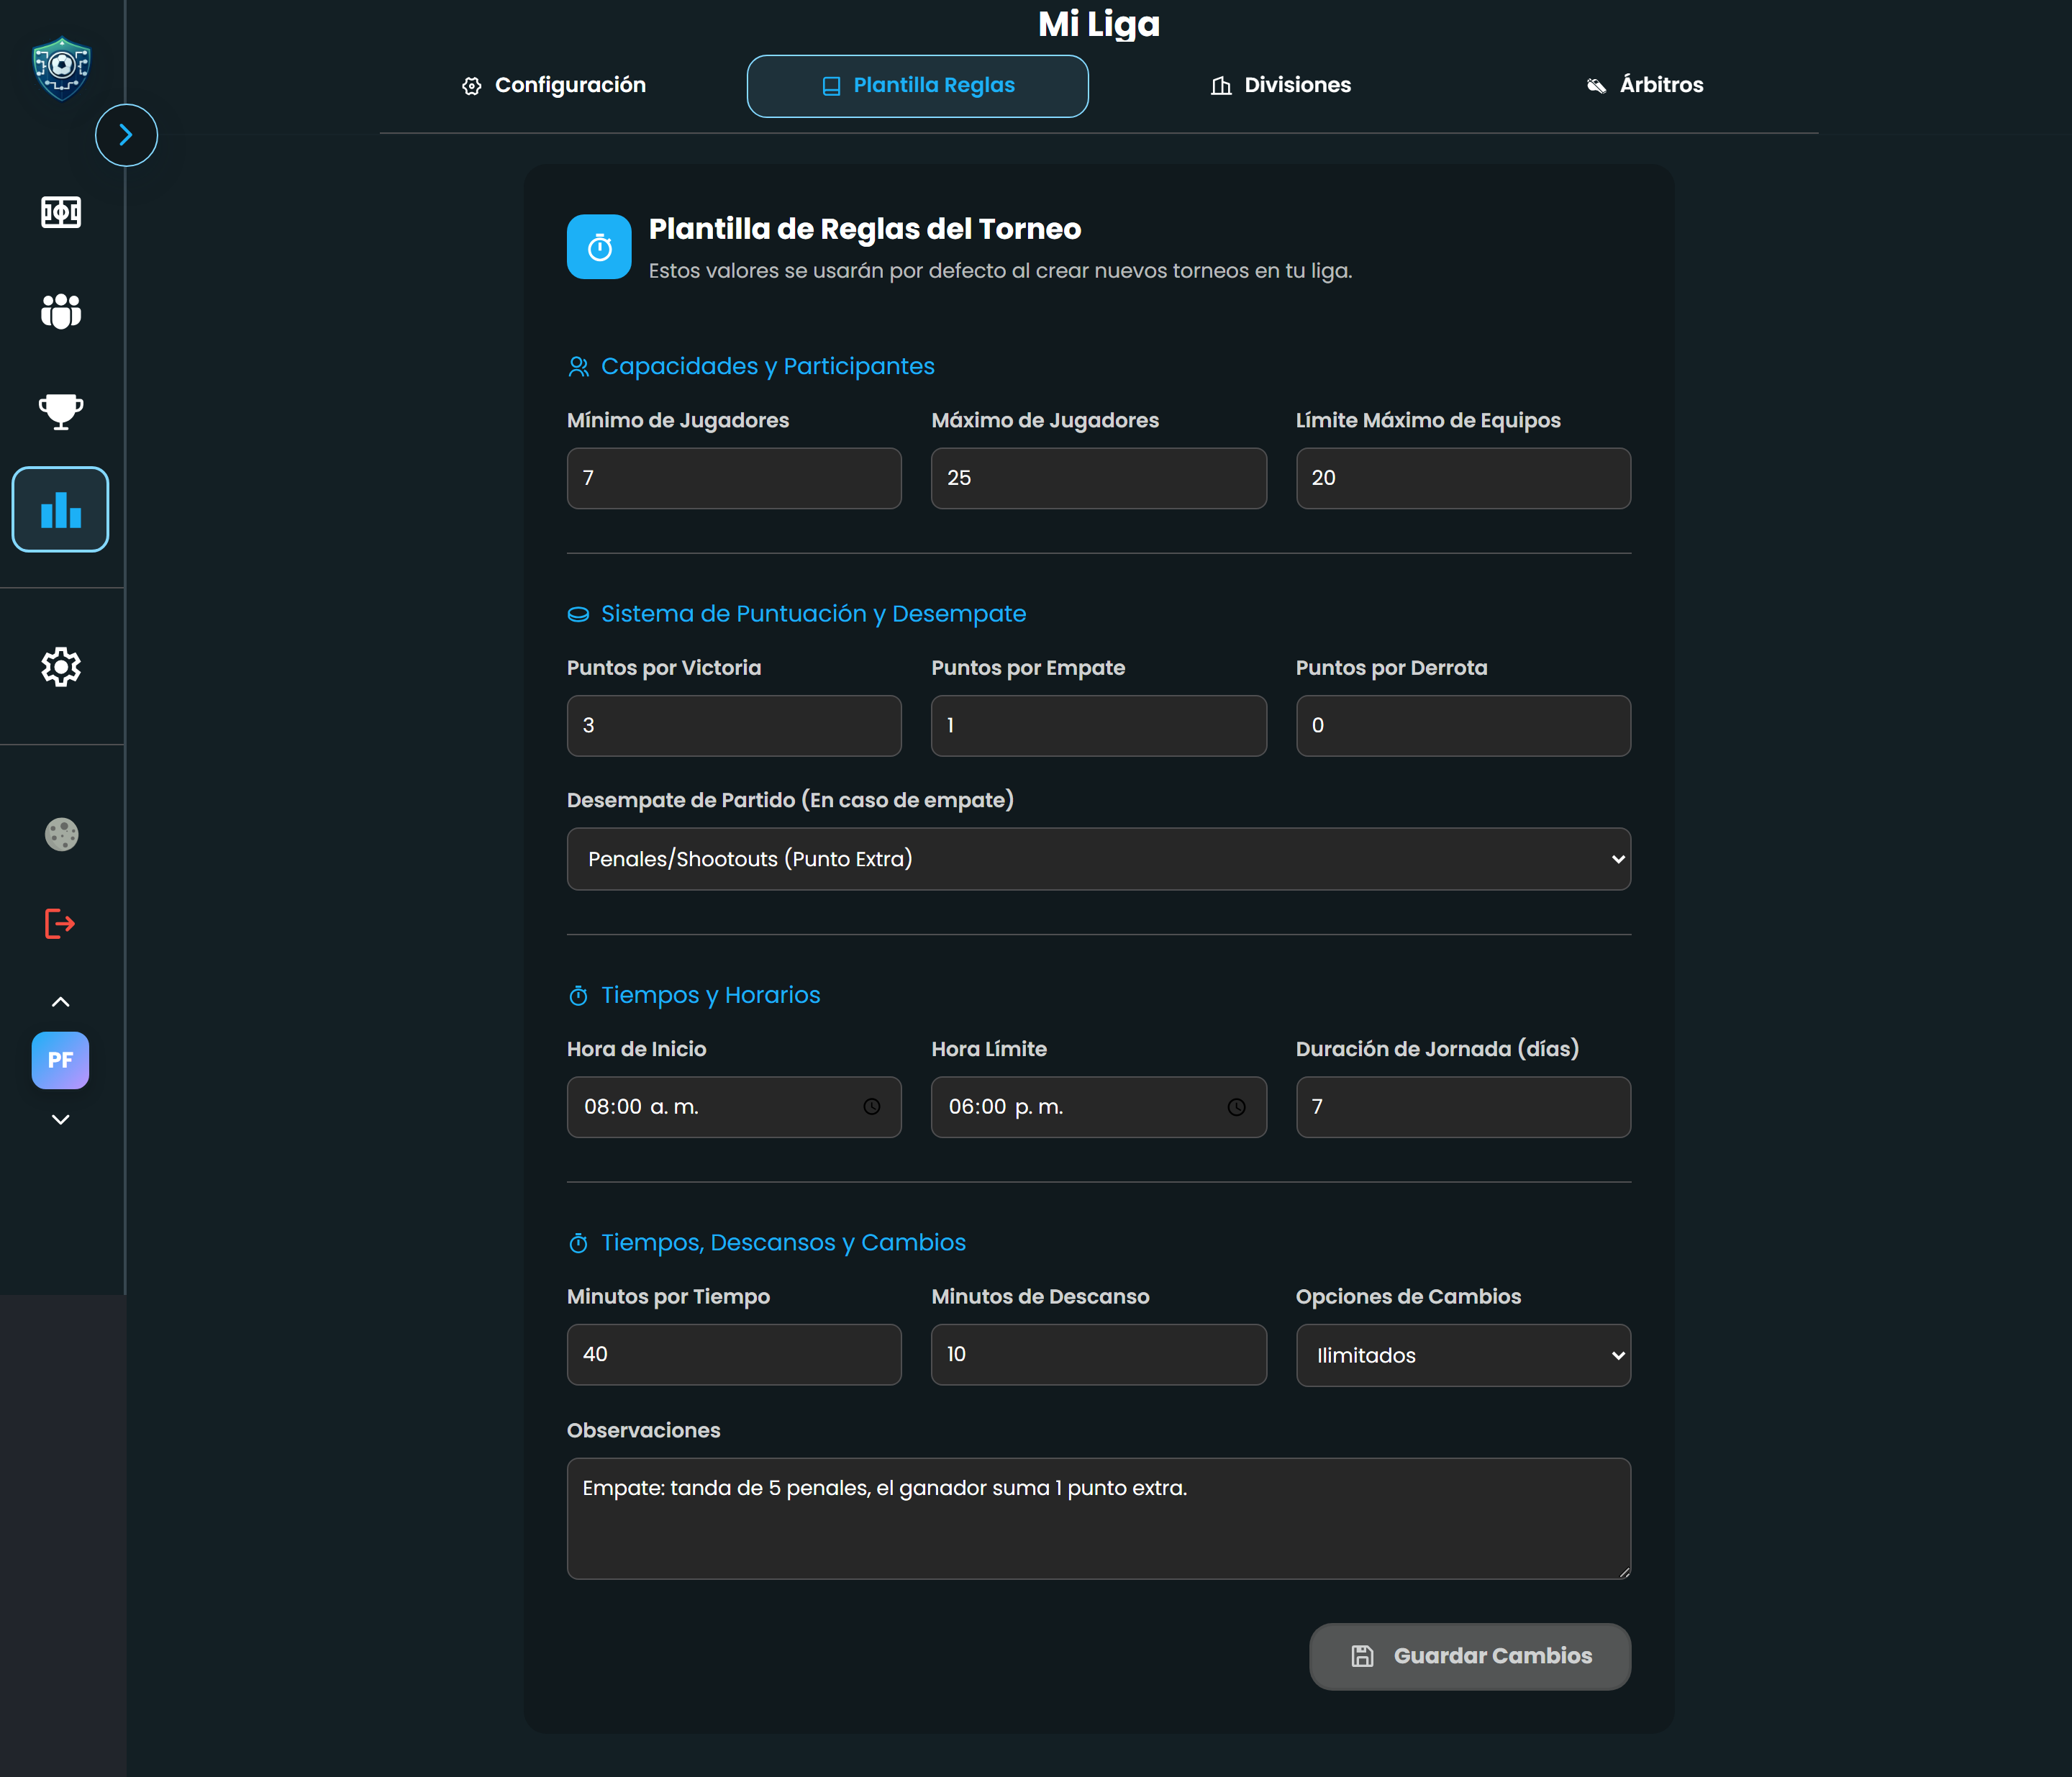 Mi Liga
Configuración
Plantilla Reglas
Divisiones
Árbitros
Plantilla de Reglas del Torneo
Estos valores se usarán por defecto al crear nuevos torneos en tu liga.
Capacidades y Participantes
Mínimo de Jugadores
Máximo de Jugadores
Límite Máximo de Equipos
7
25
20
Sistema de Puntuación y Desempate
Puntos por Victoria
Puntos por Empate
Puntos por Derrota
3
1
0
Desempate de Partido (En caso de empate)
Penales/Shootouts (Punto Extra)
Tiempos y Horarios
Hora de Inicio
Hora Límite
Duración de Jornada (días)
08:00 a. m.
06:00 p. m.
7
Tiempos, Descansos y Cambios
Minutos por Tiempo
Minutos de Descanso
Opciones de Cambios
40
10
Ilimitados
Observaciones
Empate: tanda de 5 penales, el ganador suma 1 punto extra.
Guardar Cambios
PF